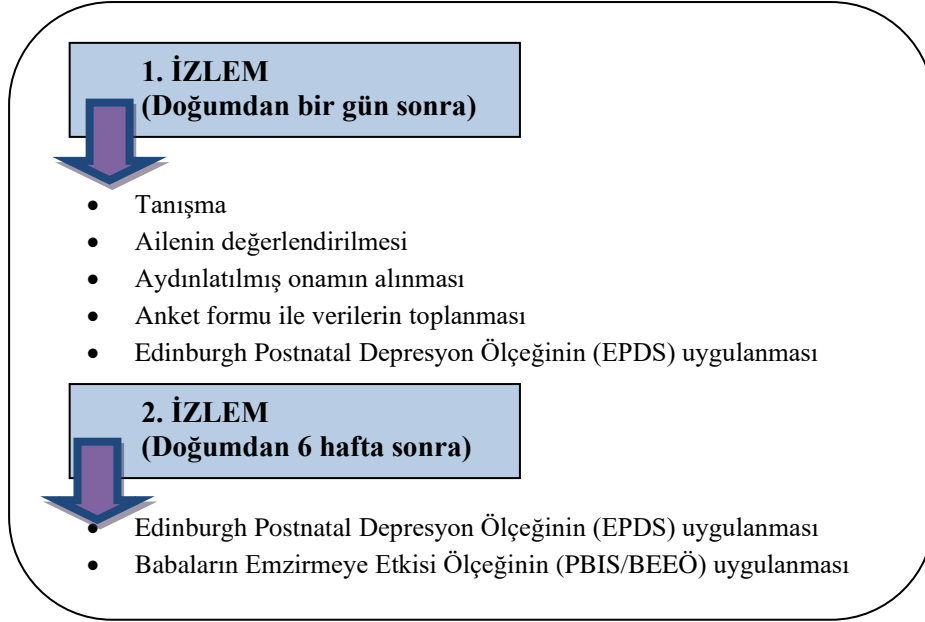 1. İZLEM
(Doğumdan bir gün sonra)
• Tanışma
• Ailenin değerlendirilmesi
• Aydınlatılmış onamın alınması
• Anket formu ile verilerin toplanması
• Edinburgh Postnatal Depresyon Ölçeğinin (EPDS) uygulanması
2. İZLEM
(Doğumdan 6 hafta sonra)
• Edinburgh Postnatal Depresyon Ölçeğinin (EPDS) uygulanması
• Babaların Emzirmeye Etkisi Ölçeğinin (PBIS/BEEÖ) uygulanması